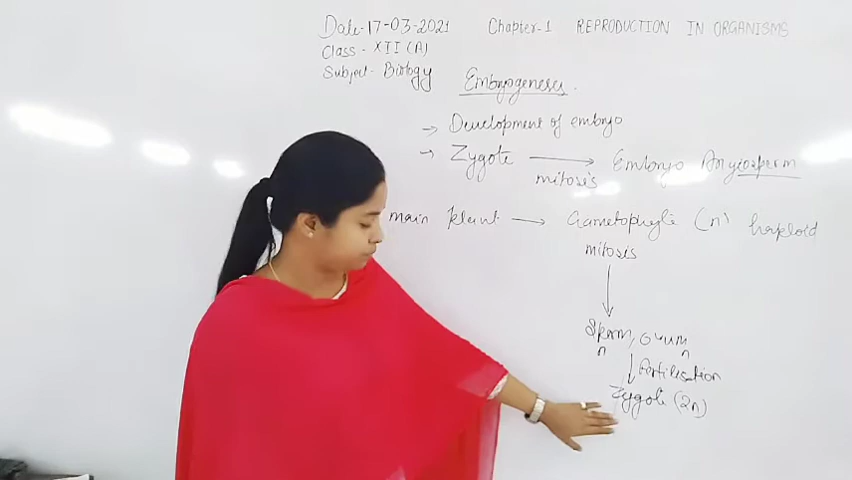 Date-17-03-2021 Chapter-1 REPRODUCTION IN ORGANISMS
Class - XII (A)
Subject - Biology
Embryogenesis.
→ Development of embryo
→ Zygote → Embryo Angiosperm
mitosis
main plant → Gametophyte (n) haploid
mitosis
Sperm, ovum
n n
Fertilisation
Zygote (2n)